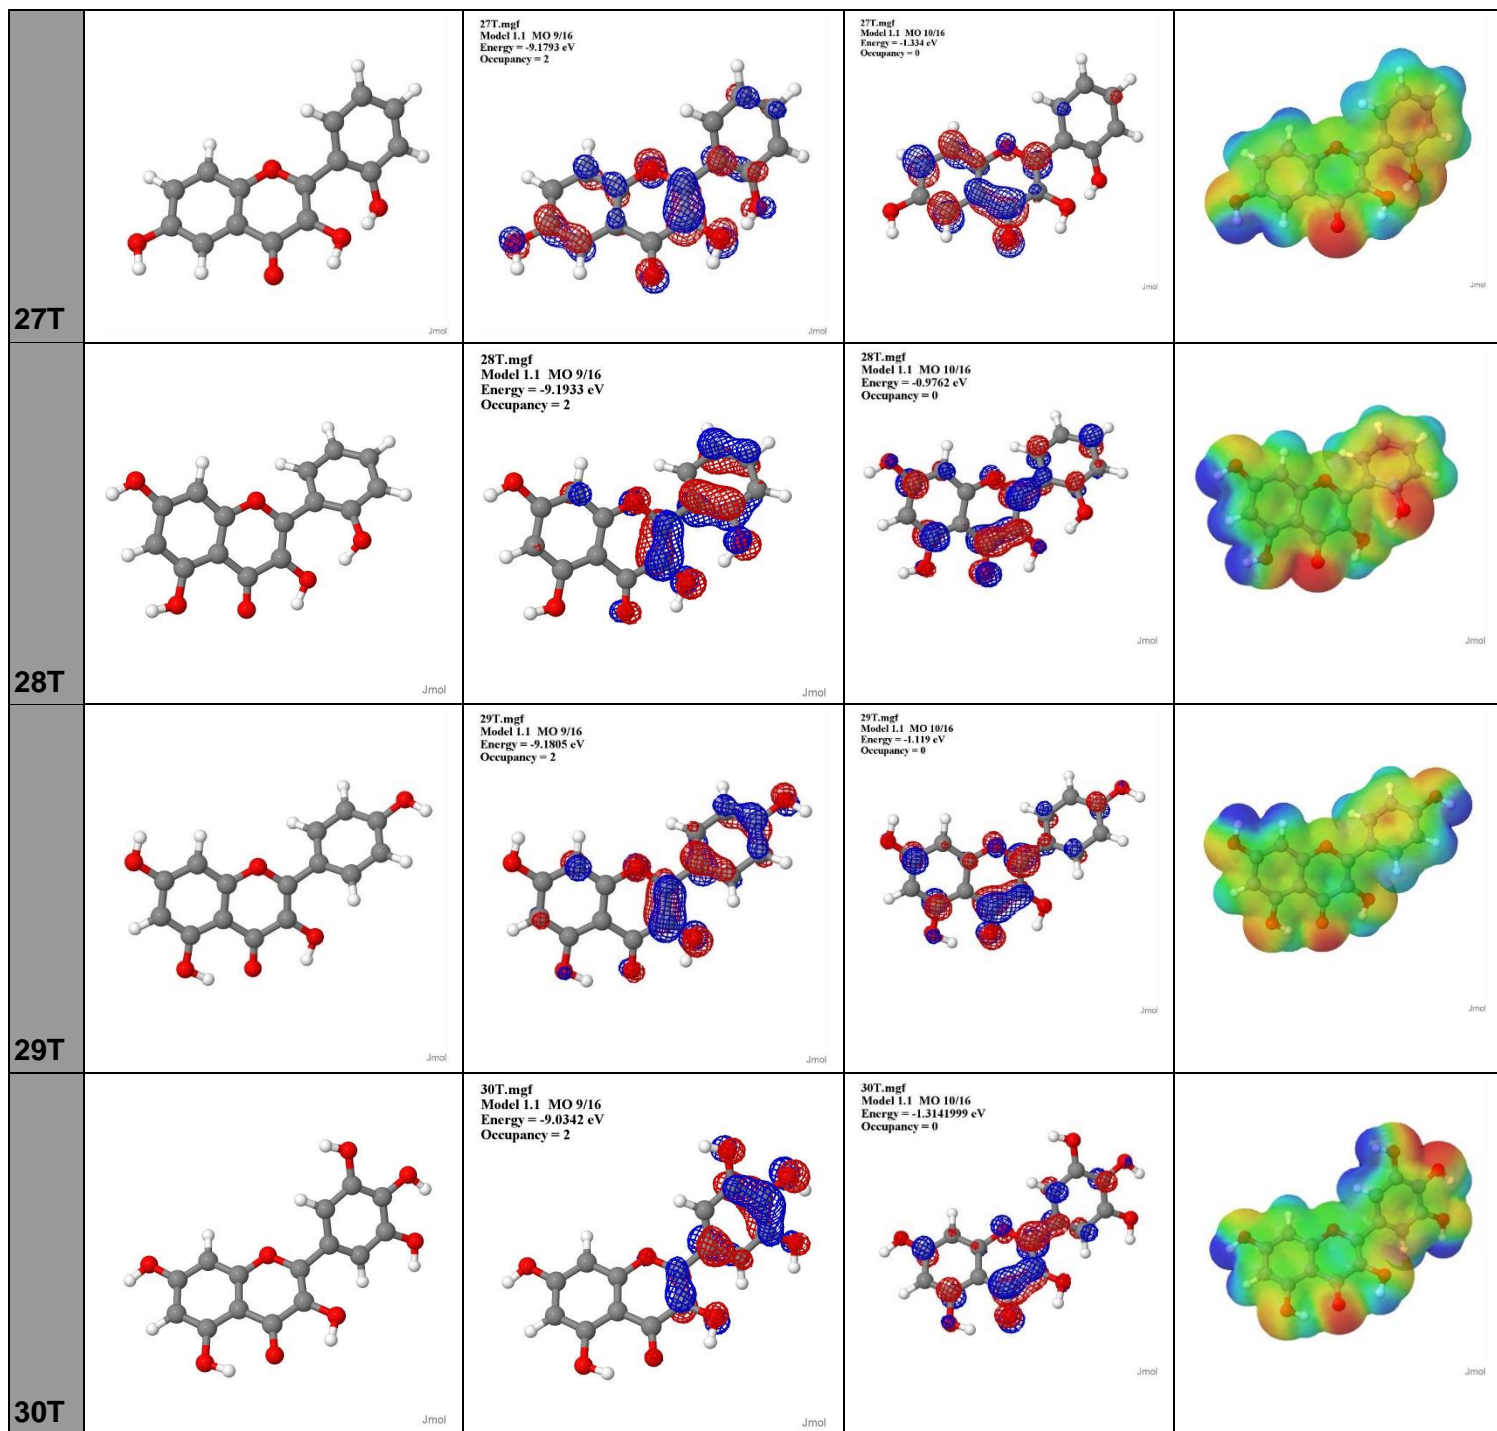 27T
Jmol
27T.mgf
Model 1.1 MO 9/16
Energy = -9.1793 eV
Occupancy = 2
Jmol
27T.mgf
Model 1.1 MO 10/16
Energy = -1.334 eV
Occupancy = 0
Jmol
Jmol
28T
Jmol
28T.mgf
Model 1.1 MO 9/16
Energy = -9.1933 eV
Occupancy = 2
Jmol
28T.mgf
Model 1.1 MO 10/16
Energy = -0.9762 eV
Occupancy = 0
Jmol
Jmol
29T
Jmol
29T.mgf
Model 1.1 MO 9/16
Energy = -9.1805 eV
Occupancy = 2
Jmol
29T.mgf
Model 1.1 MO 10/16
Energy = -1.119 eV
Occupancy = 0
Jmol
Jmol
30T
Jmol
30T.mgf
Model 1.1 MO 9/16
Energy = -9.0342 eV
Occupancy = 2
Jmol
30T.mgf
Model 1.1 MO 10/16
Energy = -1.3141999 eV
Occupancy = 0
Jmol
Jmol